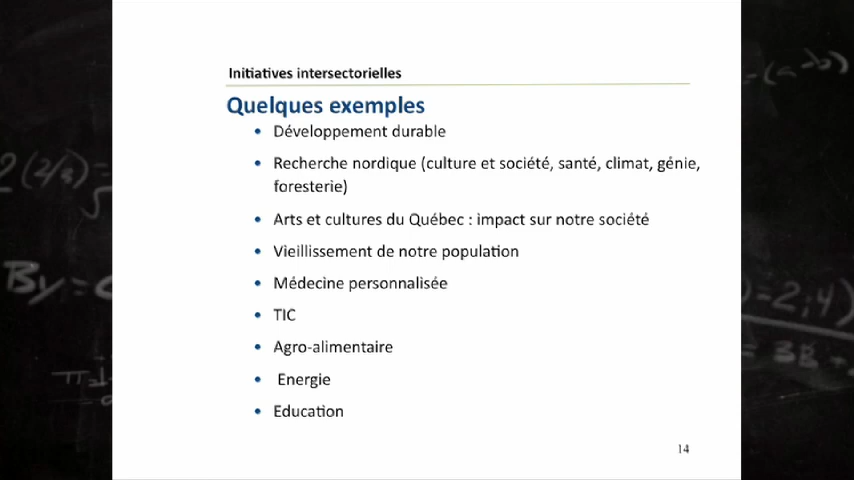 Initiatives intersectorielles
Quelques exemples
• Développement durable
• Recherche nordique (culture et société, santé, climat, génie,
foresterie)
• Arts et cultures du Québec : impact sur notre société
• Vieillissement de notre population
• Médecine personnalisée
• TIC
• Agro-alimentaire
• Energie
• Education
14
By =